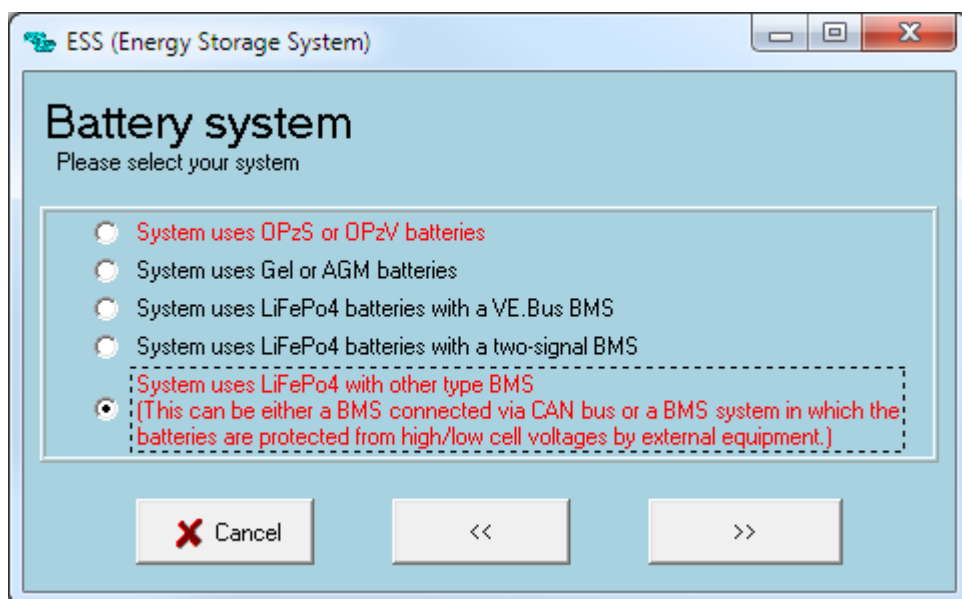 ESS (Energy Storage System)
Battery system
Please select your system
System uses OPzS or OPzV batteries
System uses Gel or AGM batteries
System uses LiFePo4 batteries with a VE.Bus BMS
System uses LiFePo4 batteries with a two-signal BMS
System uses LiFePo4 with other type BMS
(This can be either a BMS connected via CAN bus or a BMS system in which the
batteries are protected from high/low cell voltages by external equipment.)
Cancel
<<
>>